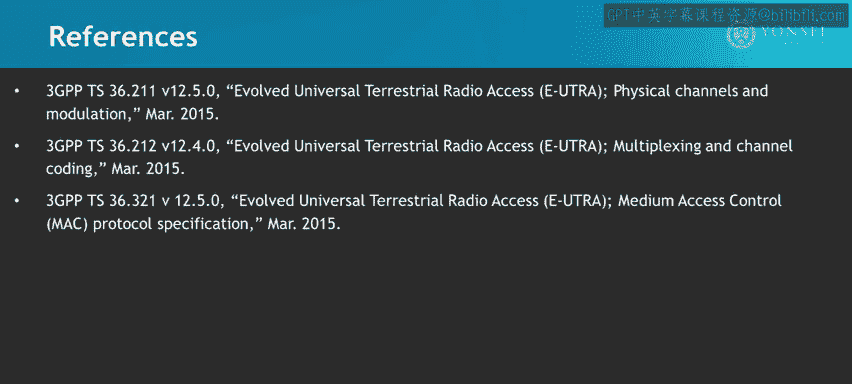 GPT中英字幕课程资源@bilibili.com
References
YONSEI
• 3GPP TS 36.211 v12.5.0, “Evolved Universal Terrestrial Radio Access (E-UTRA); Physical channels and
modulation,” Mar. 2015.
• 3GPP TS 36.212 v12.4.0, “Evolved Universal Terrestrial Radio Access (E-UTRA); Multiplexing and channel
coding,” Mar. 2015.
• 3GPP TS 36.321 v 12.5.0, “Evolved Universal Terrestrial Radio Access (E-UTRA); Medium Access Control
(MAC) protocol specification,” Mar. 2015.